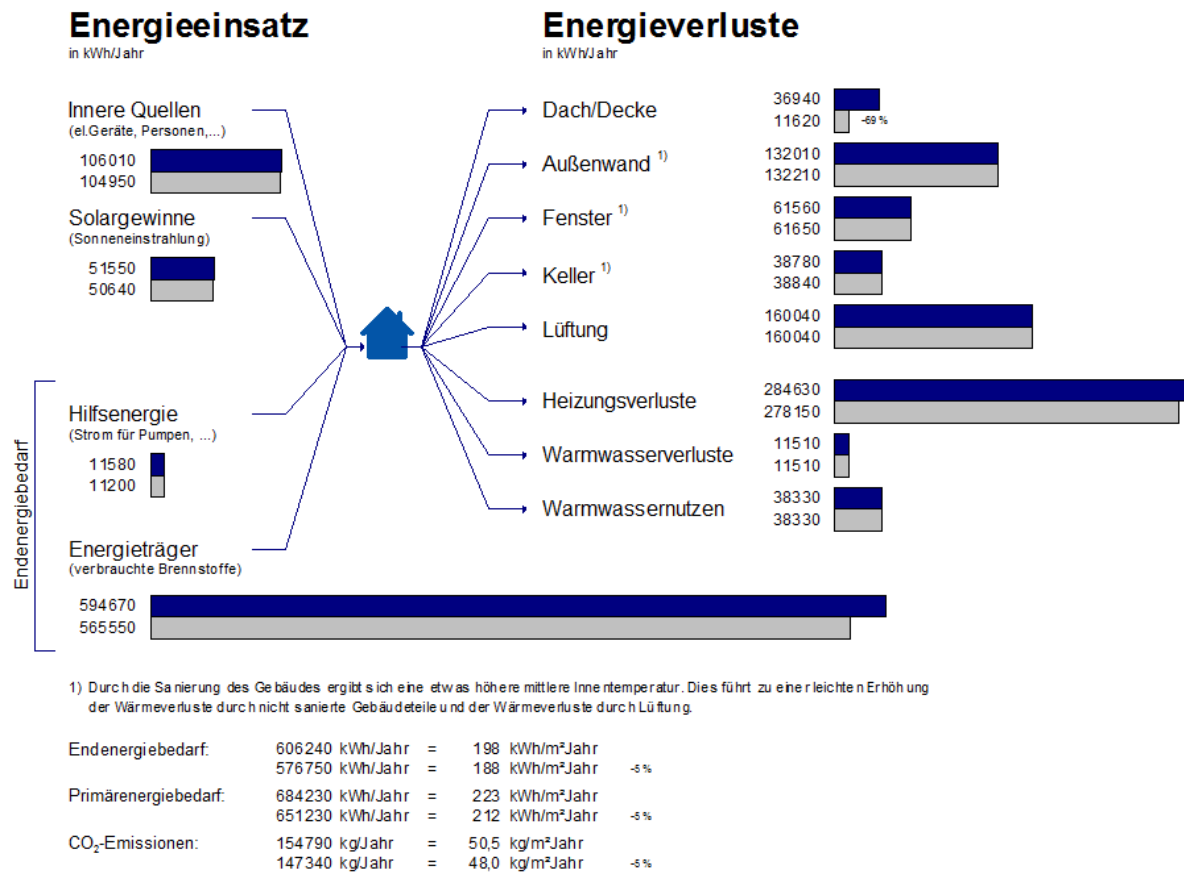 Energieeinsatz
in kWh/Jahr
Innere Quellen
(el.Geräte, Personen,...)
106010
104950
Solargewinne
(Sonneneinstrahlung)
51550
50640
Endenergiebedarf
Hilfsenergie
(Strom für Pumpen, ...)
11580
11200
Energieträger
(verbrauchte Brennstoffe)
594670
565550
Energieverluste
in kWh/Jahr
Dach/Decke
36940
11620 -69 %
Außenwand 1)
132010
132210
Fenster 1)
61560
61650
Keller 1)
38780
38840
Lüftung
160040
160040
Heizungsverluste
284630
278150
Warmwasserverluste
11510
11510
Warmwassernutzen
38330
38330
1) Durch die Sanierung des Gebäudes ergibt sich eine etwas höhere mittlere Innentemperatur. Dies führt zu einer leichten Erhöhung
der Wärmeverluste durch nicht sanierte Gebäudeteile und der Wärmeverluste durch Lüftung.
Endenergiebedarf: 606240 kWh/Jahr = 198 kWh/m²Jahr
576750 kWh/Jahr = 188 kWh/m²Jahr -5 %
Primärenergiebedarf: 684230 kWh/Jahr = 223 kWh/m²Jahr
651230 kWh/Jahr = 212 kWh/m²Jahr -5 %
CO₂-Emissionen: 154790 kg/Jahr = 50,5 kg/m²Jahr
147340 kg/Jahr = 48,0 kg/m²Jahr -5 %